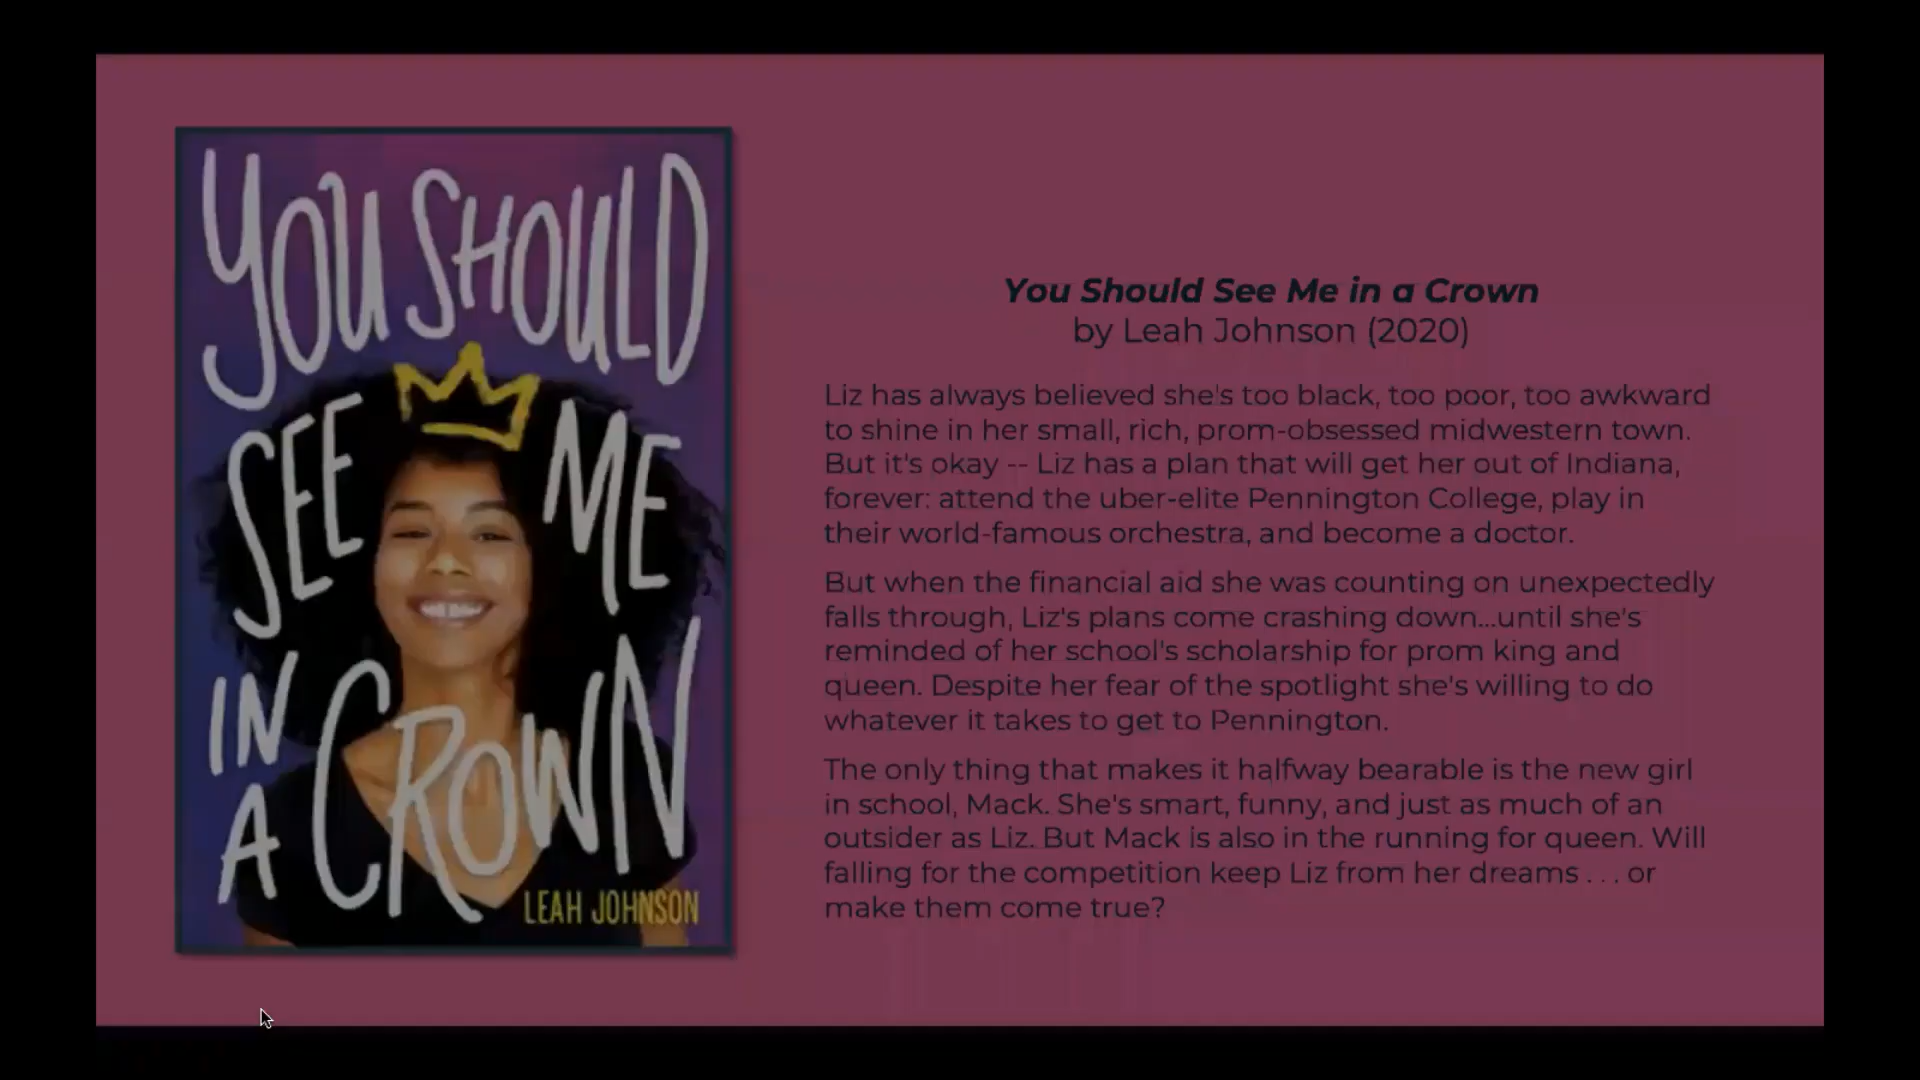 YOU SHOULD
SEE ME
IN
A CROWN
LEAH JOHNSON
You Should See Me in a Crown
by Leah Johnson (2020)
Liz has always believed she's too black, too poor, too awkward
to shine in her small, rich, prom-obsessed midwestern town.
But it's okay -- Liz has a plan that will get her out of Indiana,
forever: attend the uber-elite Pennington College, play in
their world-famous orchestra, and become a doctor.
But when the financial aid she was counting on unexpectedly
falls through, Liz's plans come crashing down...until she's
reminded of her school's scholarship for prom king and
queen. Despite her fear of the spotlight she's willing to do
whatever it takes to get to Pennington.
The only thing that makes it halfway bearable is the new girl
in school, Mack. She's smart, funny, and just as much of an
outsider as Liz. But Mack is also in the running for queen. Will
falling for the competition keep Liz from her dreams . . . or
make them come true?